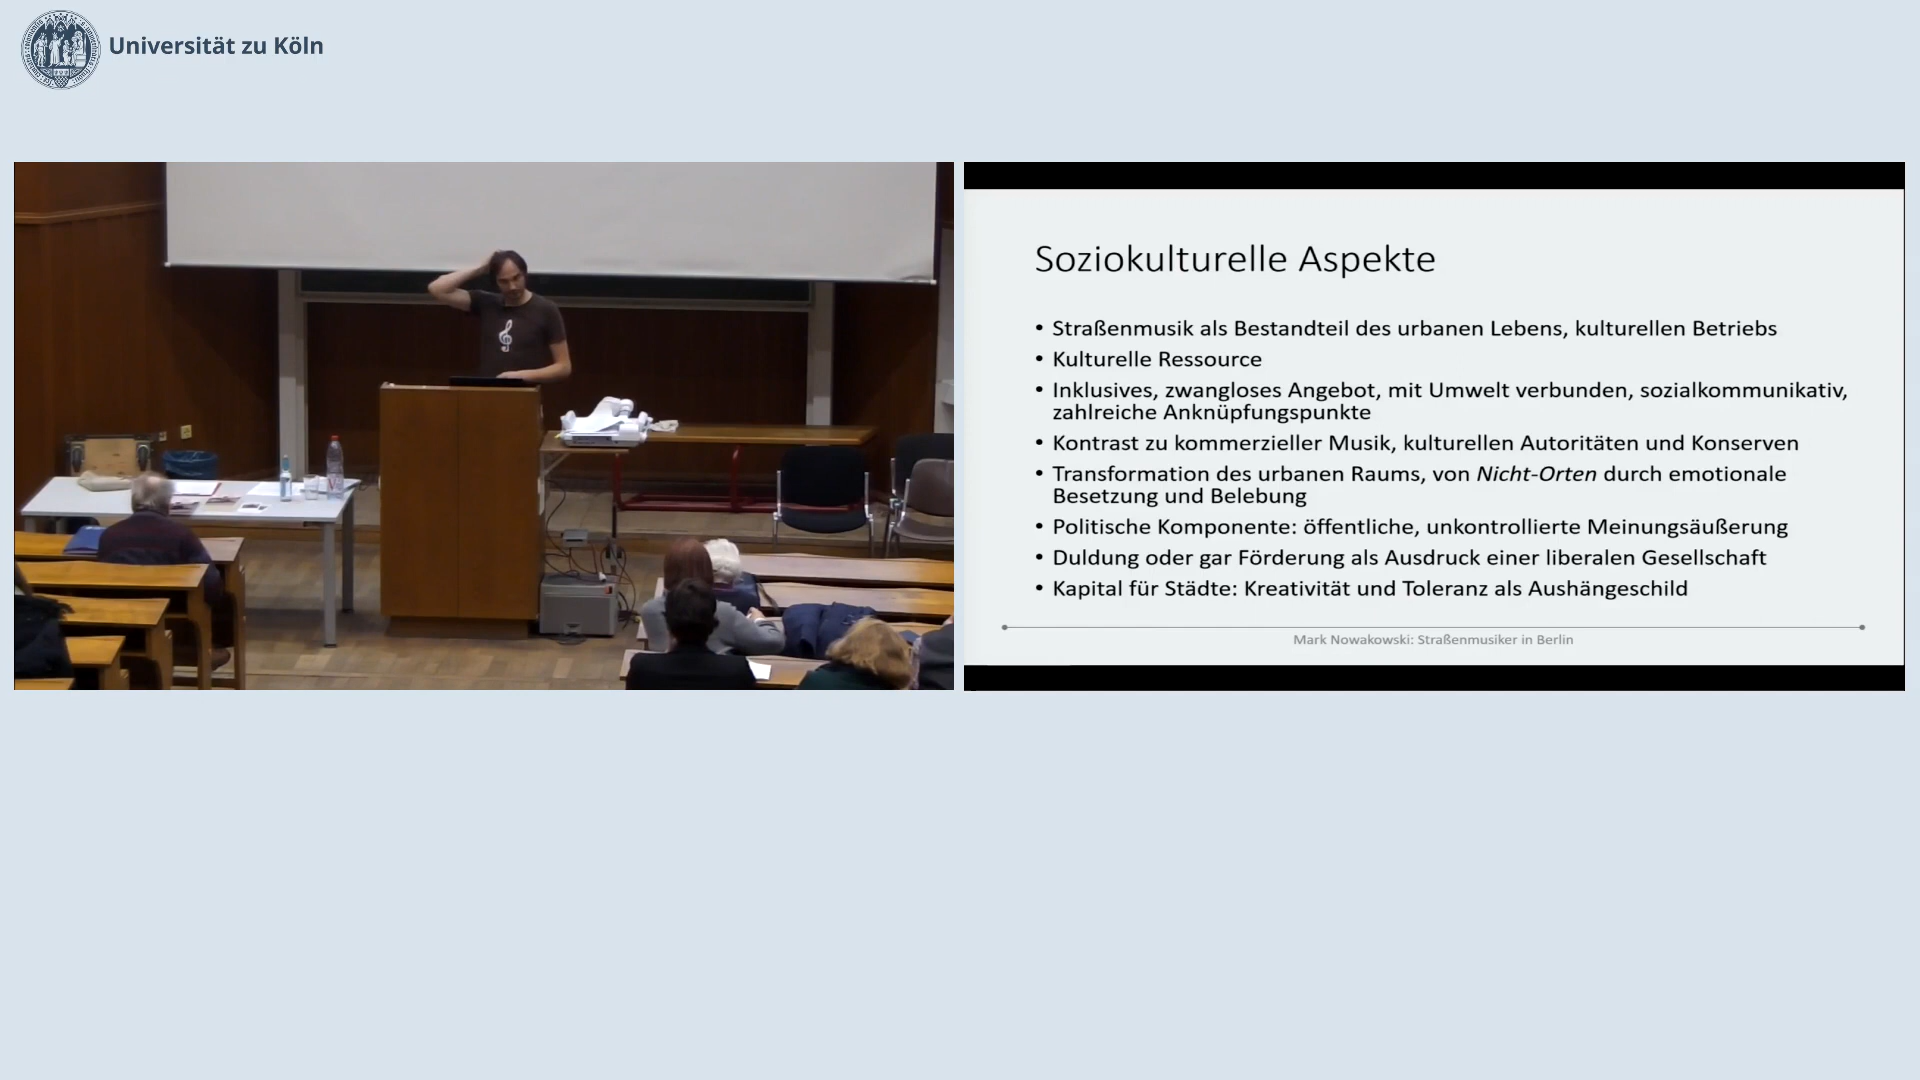 Universität zu Köln
Soziokulturelle Aspekte
• Straßenmusik als Bestandteil des urbanen Lebens, kulturellen Betriebs
• Kulturelle Ressource
• Inklusives, zwangloses Angebot, mit Umwelt verbunden, sozialkommunikativ,
zahlreiche Anknüpfungspunkte
• Kontrast zu kommerzieller Musik, kulturellen Autoritäten und Konserven
• Transformation des urbanen Raums, von Nicht-Orten durch emotionale
Besetzung und Belebung
• Politische Komponente: öffentliche, unkontrollierte Meinungsäußerung
• Duldung oder gar Förderung als Ausdruck einer liberalen Gesellschaft
• Kapital für Städte: Kreativität und Toleranz als Aushängeschild
Mark Nowakowski: Straßenmusiker in Berlin